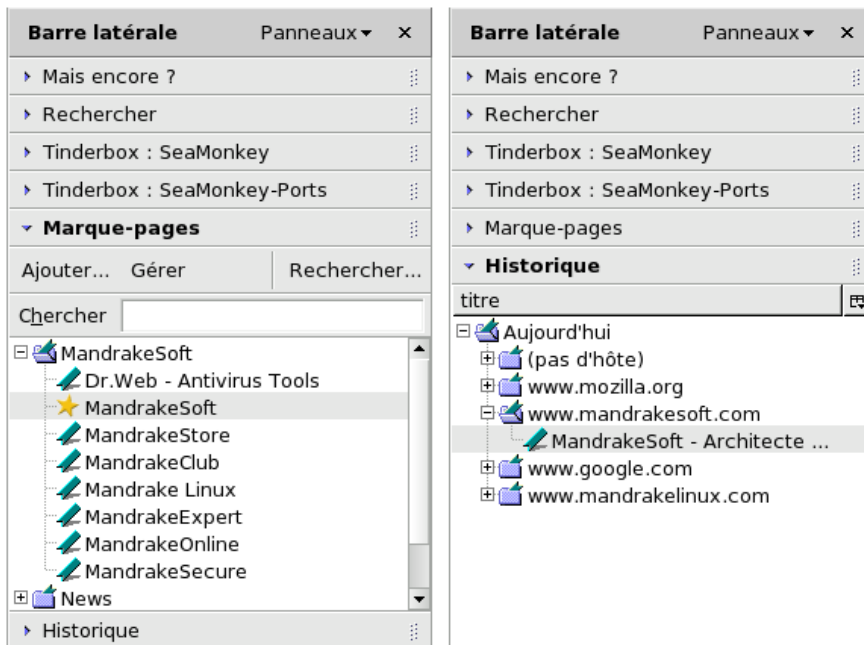 Barre latérale Panneaux ×
Mais encore ?
Rechercher
Tinderbox : SeaMonkey
Tinderbox : SeaMonkey-Ports
Marque-pages
Ajouter... Gérer Rechercher...
Chercher
MandrakeSoft
Dr.Web - Antivirus Tools
MandrakeSoft
MandrakeStore
MandrakeClub
Mandrake Linux
MandrakeExpert
MandrakeOnline
MandrakeSecure
News
Historique
Barre latérale Panneaux ×
Mais encore ?
Rechercher
Tinderbox : SeaMonkey
Tinderbox : SeaMonkey-Ports
Marque-pages
Historique
titre
Aujourd'hui
(pas d'hôte)
www.mozilla.org
www.mandrakesoft.com
MandrakeSoft - Architecte ...
www.google.com
www.mandrakelinux.com